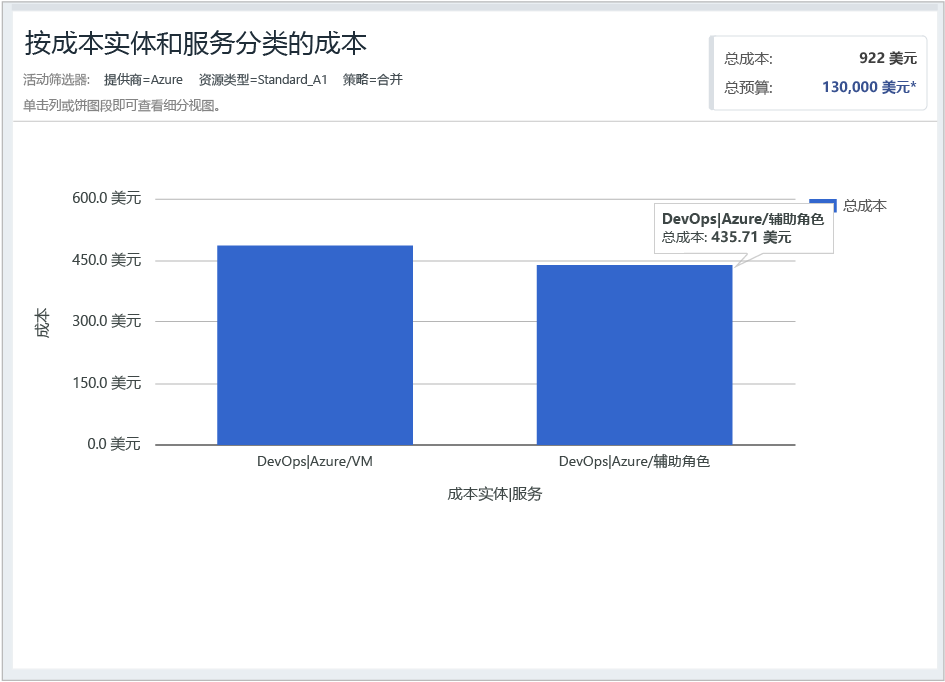 按成本实体和服务分类的成本
活动筛选器: 提供商=Azure 资源类型=Standard_A1 策略=合并
单击列或饼图段即可查看细分视图。
总成本: 922 美元
总预算: 130,000 美元*
600.0 美元
450.0 美元
300.0 美元
150.0 美元
0.0 美元
成本
DevOps|Azure/辅助角色
总成本: 435.71 美元
总成本
DevOps|Azure/VM
DevOps|Azure/辅助角色
成本实体|服务